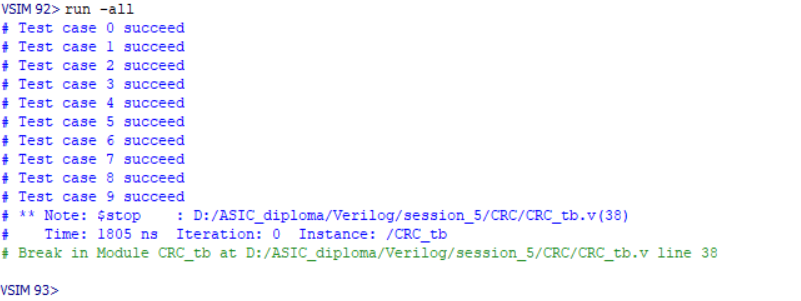 VSIM 92> run -all
# Test case 0 succeed
# Test case 1 succeed
# Test case 2 succeed
# Test case 3 succeed
# Test case 4 succeed
# Test case 5 succeed
# Test case 6 succeed
# Test case 7 succeed
# Test case 8 succeed
# Test case 9 succeed
# ** Note: $stop    : D:/ASIC_diploma/Verilog/session_5/CRC/CRC_tb.v(38)
#    Time: 1805 ns  Iteration: 0  Instance: /CRC_tb
# Break in Module CRC_tb at D:/ASIC_diploma/Verilog/session_5/CRC/CRC_tb.v line 38
VSIM 93>